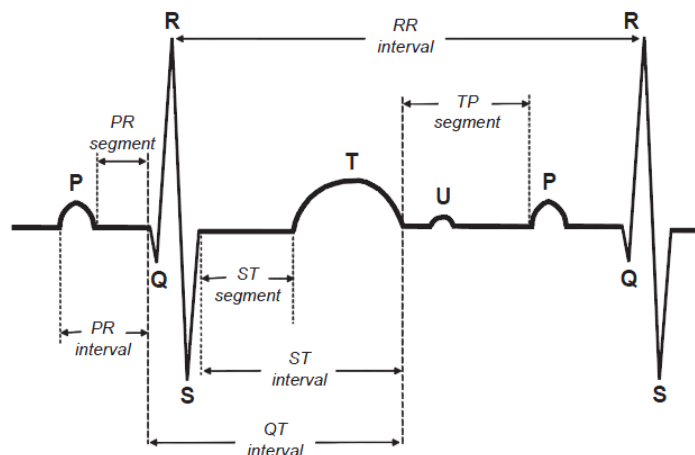 R
RR
interval
R
PR
segment
TP
segment
P
T
U
P
Q
ST
segment
Q
PR
interval
S
ST
interval
S
QT
interval